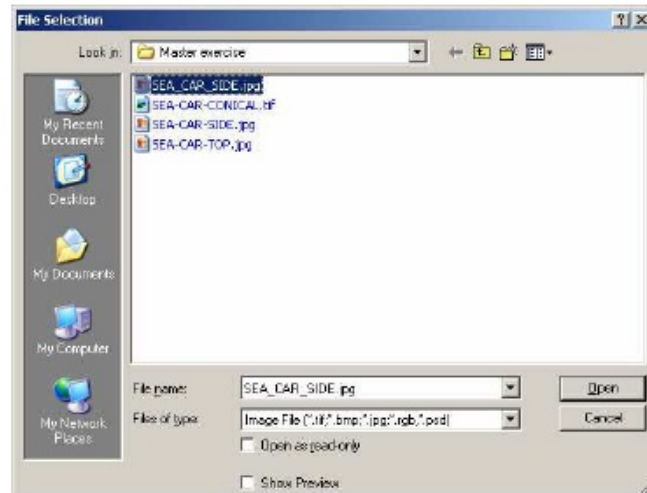 File Selection
Look in: Master exercise
SEA_CAR_SIDE.jpg
SEA-CAR-CONICAL.tif
SEA-CAR-SIDE.jpg
SEA-CAR-TOP.jpg
My Recent
Documents
Desktop
My Documents
My Computer
My Network
Places
File name: SEA_CAR_SIDE.jpg Open
Files of type: Image File (*.tif;*.bmp;*.jpg;*.rgb,*.psd) Cancel
Open as read-only
Show Preview